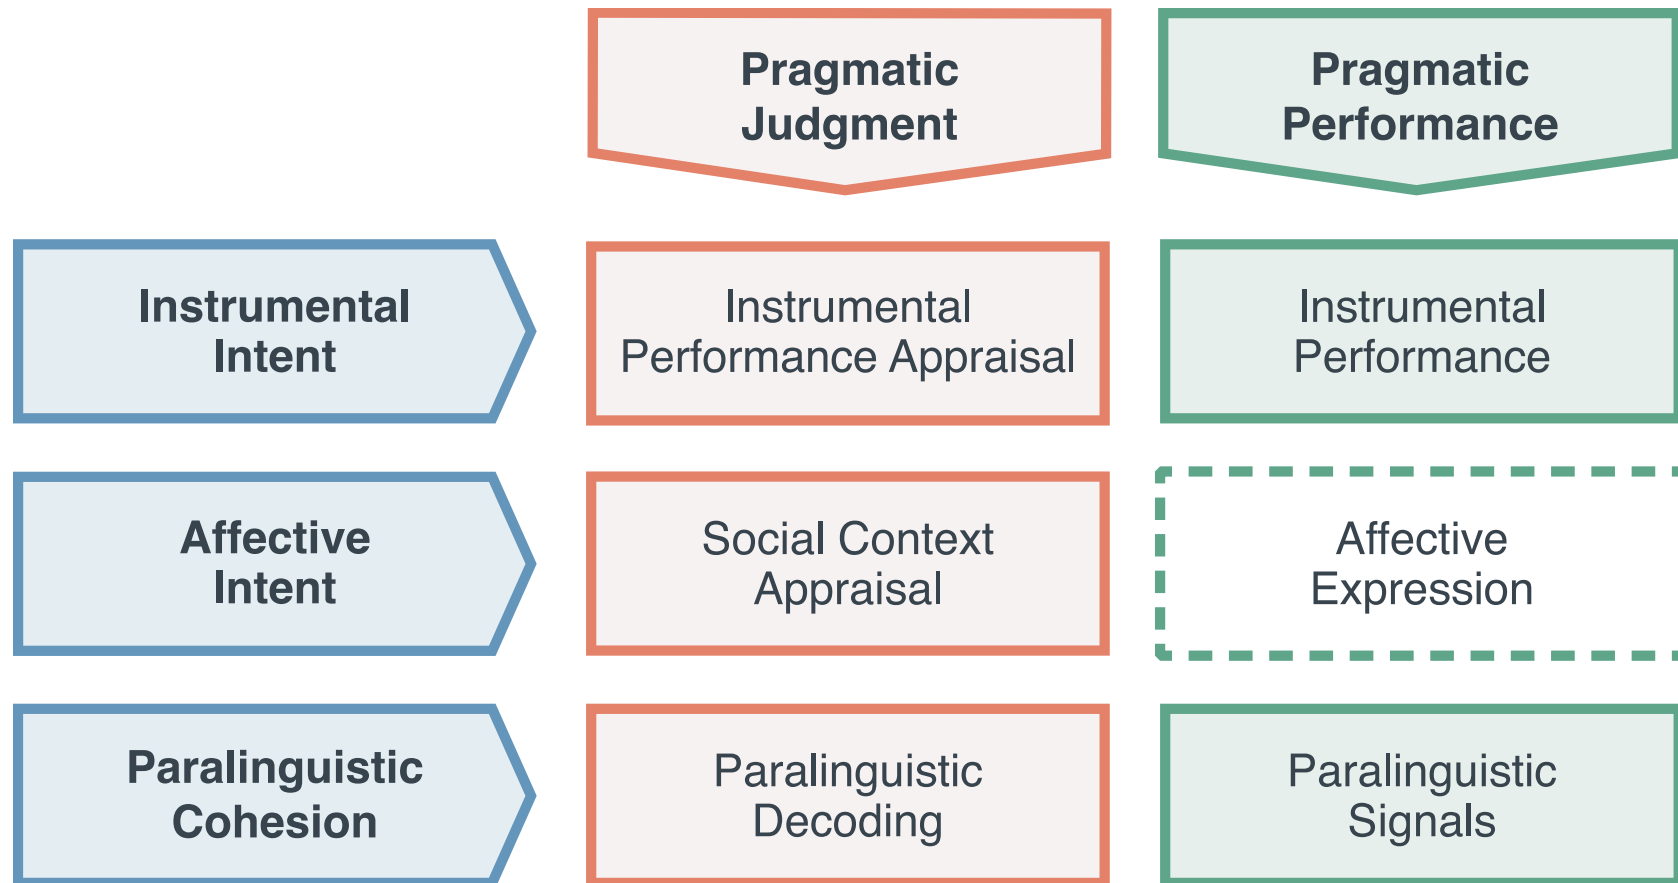 Pragmatic
Judgment
Pragmatic
Performance
Instrumental
Intent
Instrumental
Performance Appraisal
Instrumental
Performance
Affective
Intent
Social Context
Appraisal
Affective
Expression
Paralinguistic
Cohesion
Paralinguistic
Decoding
Paralinguistic
Signals